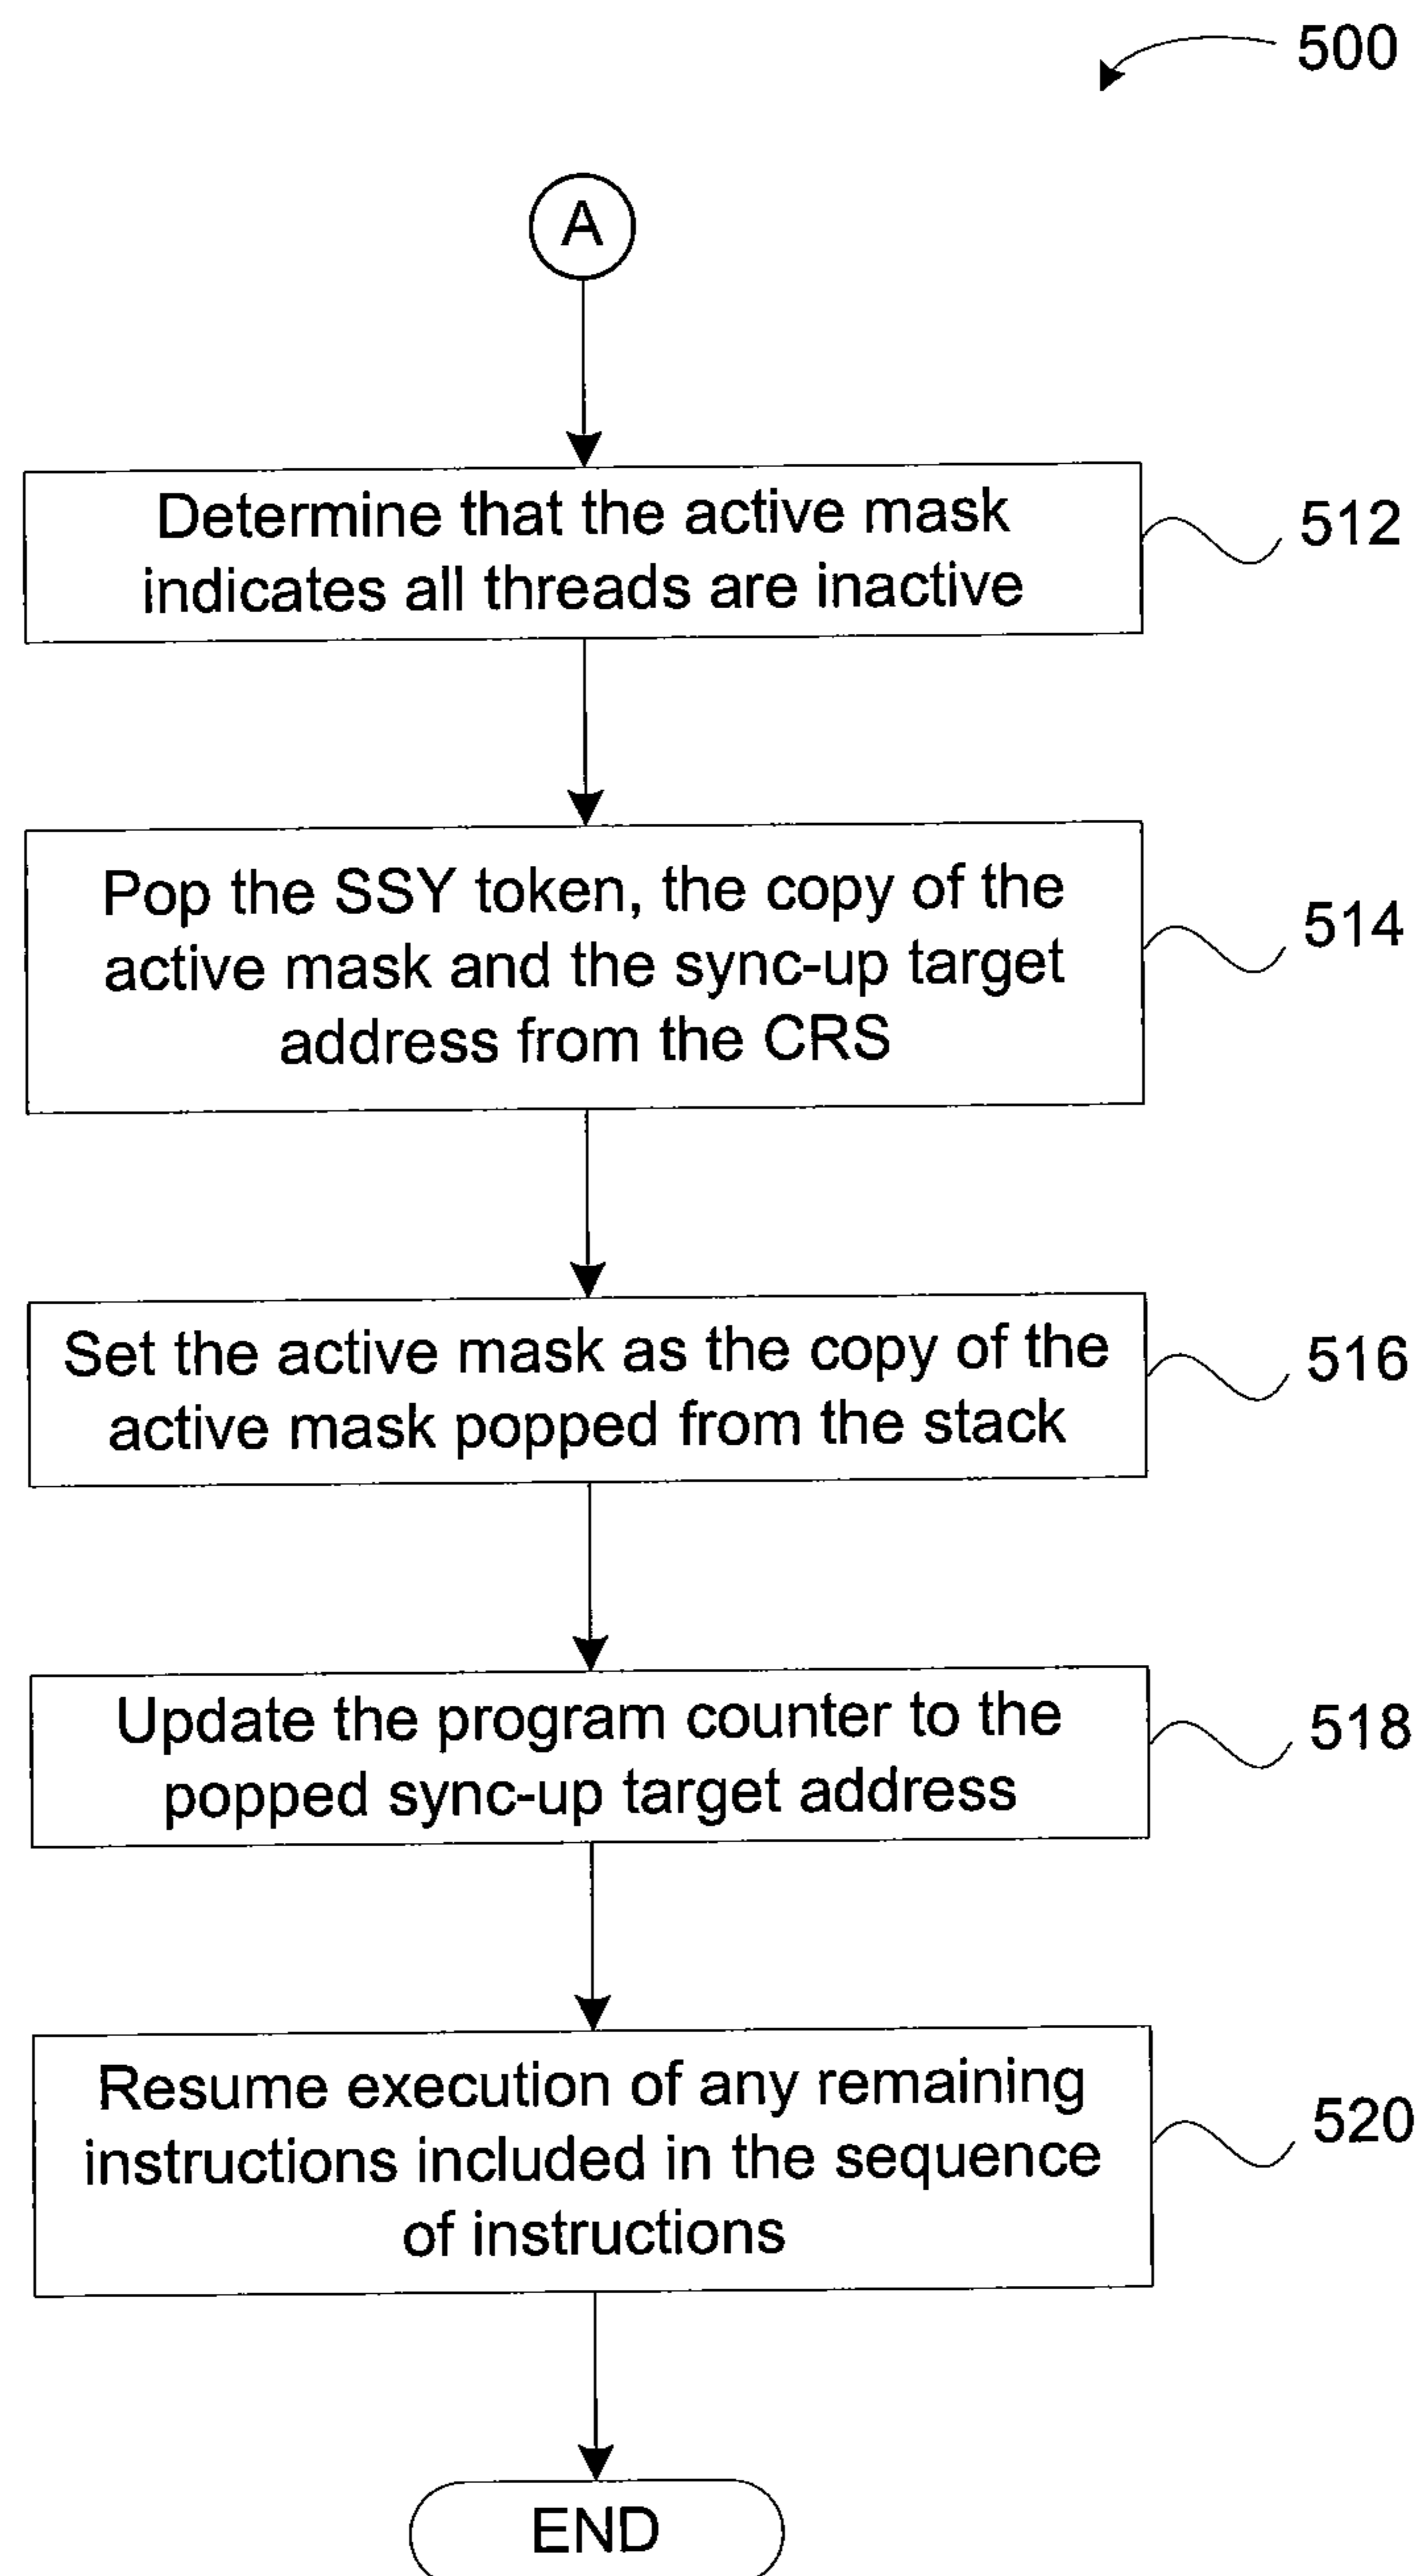 500
A
Determine that the active mask
indicates all threads are inactive
512
Pop the SSY token, the copy of the
active mask and the sync-up target
address from the CRS
514
Set the active mask as the copy of the
active mask popped from the stack
516
Update the program counter to the
popped sync-up target address
518
Resume execution of any remaining
instructions included in the sequence
of instructions
520
END